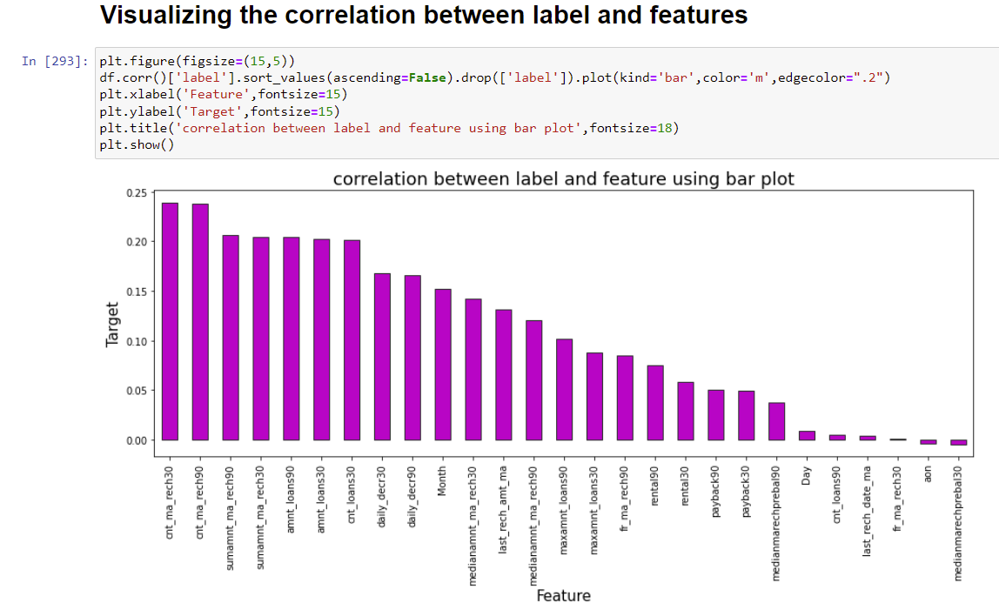 Visualizing the correlation between label and features
In [293]: plt.figure(figsize=(15,5))
df.corr()['label'].sort_values(ascending=False).drop(['label']).plot(kind='bar',color='m',edgecolor=".2")
plt.xlabel('Feature',fontsize=15)
plt.ylabel('Target',fontsize=15)
plt.title('correlation between label and feature using bar plot',fontsize=18)
plt.show()
correlation between label and feature using bar plot
Target
0.25
0.20
0.15
0.10
0.05
0.00
cnt_ma_rech30
cnt_ma_rech90
sumamnt_ma_rech90
sumamnt_ma_rech30
amnt_loans90
amnt_loans30
cnt_loans30
daily_decr30
daily_decr90
Month
medianamnt_ma_rech30
last_rech_amt_ma
medianamnt_ma_rech90
maxamnt_loans90
maxamnt_loans30
fr_ma_rech90
rental90
rental30
payback90
payback30
medianmarechprebal90
Day
cnt_loans90
last_rech_date_ma
fr_ma_rech30
aon
medianmarechprebal30
Feature